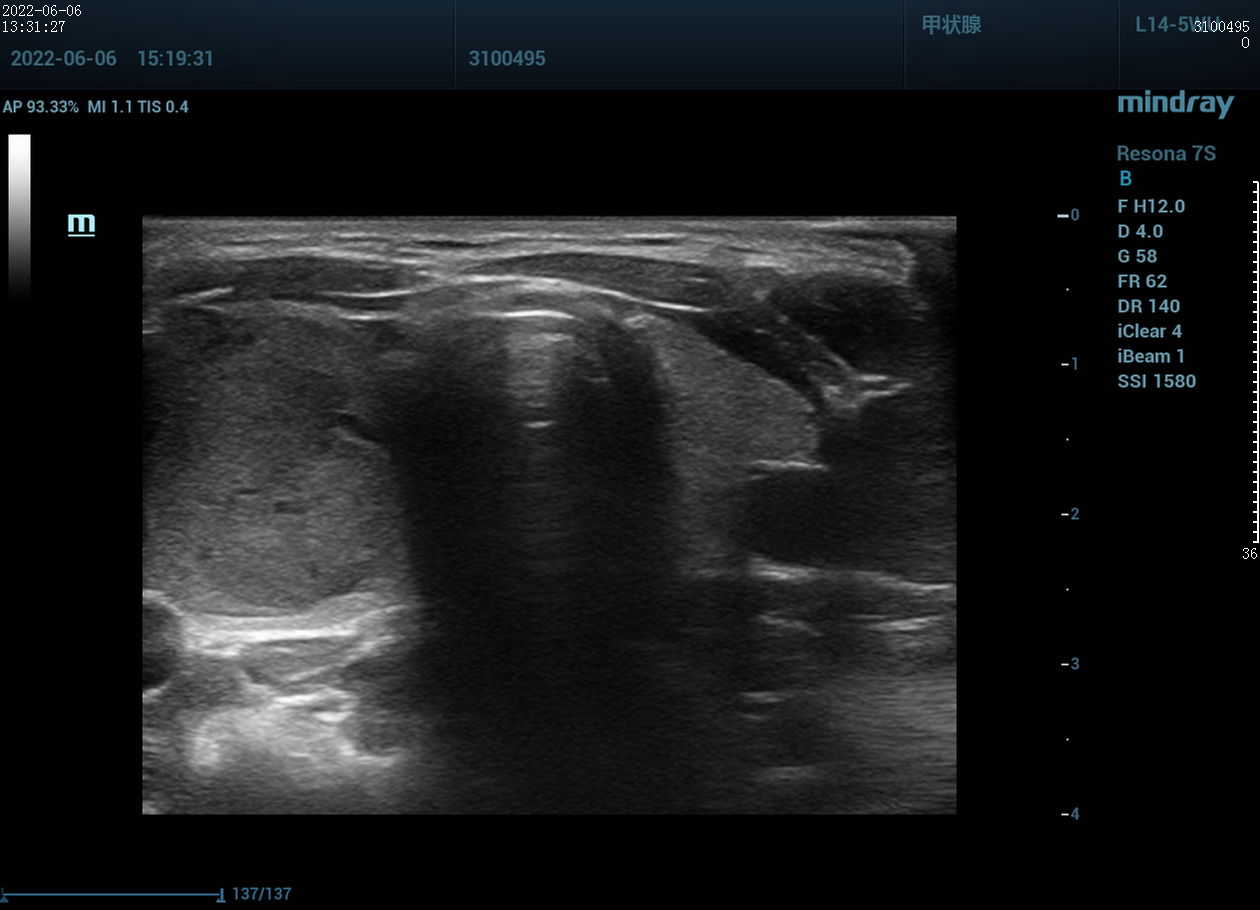 2022-06-06
13:31:27
3100495
0
2022-06-06 15:19:31
3100495
甲状腺
AP 93.33% MI 1.1 TIS 0.4
mindray
Resona 7S
B
F H12.0
D 4.0
G 58
FR 62
DR 140
iClear 4
iBeam 1
SSI 1580
m
0
1
2
3
4
36
137/137